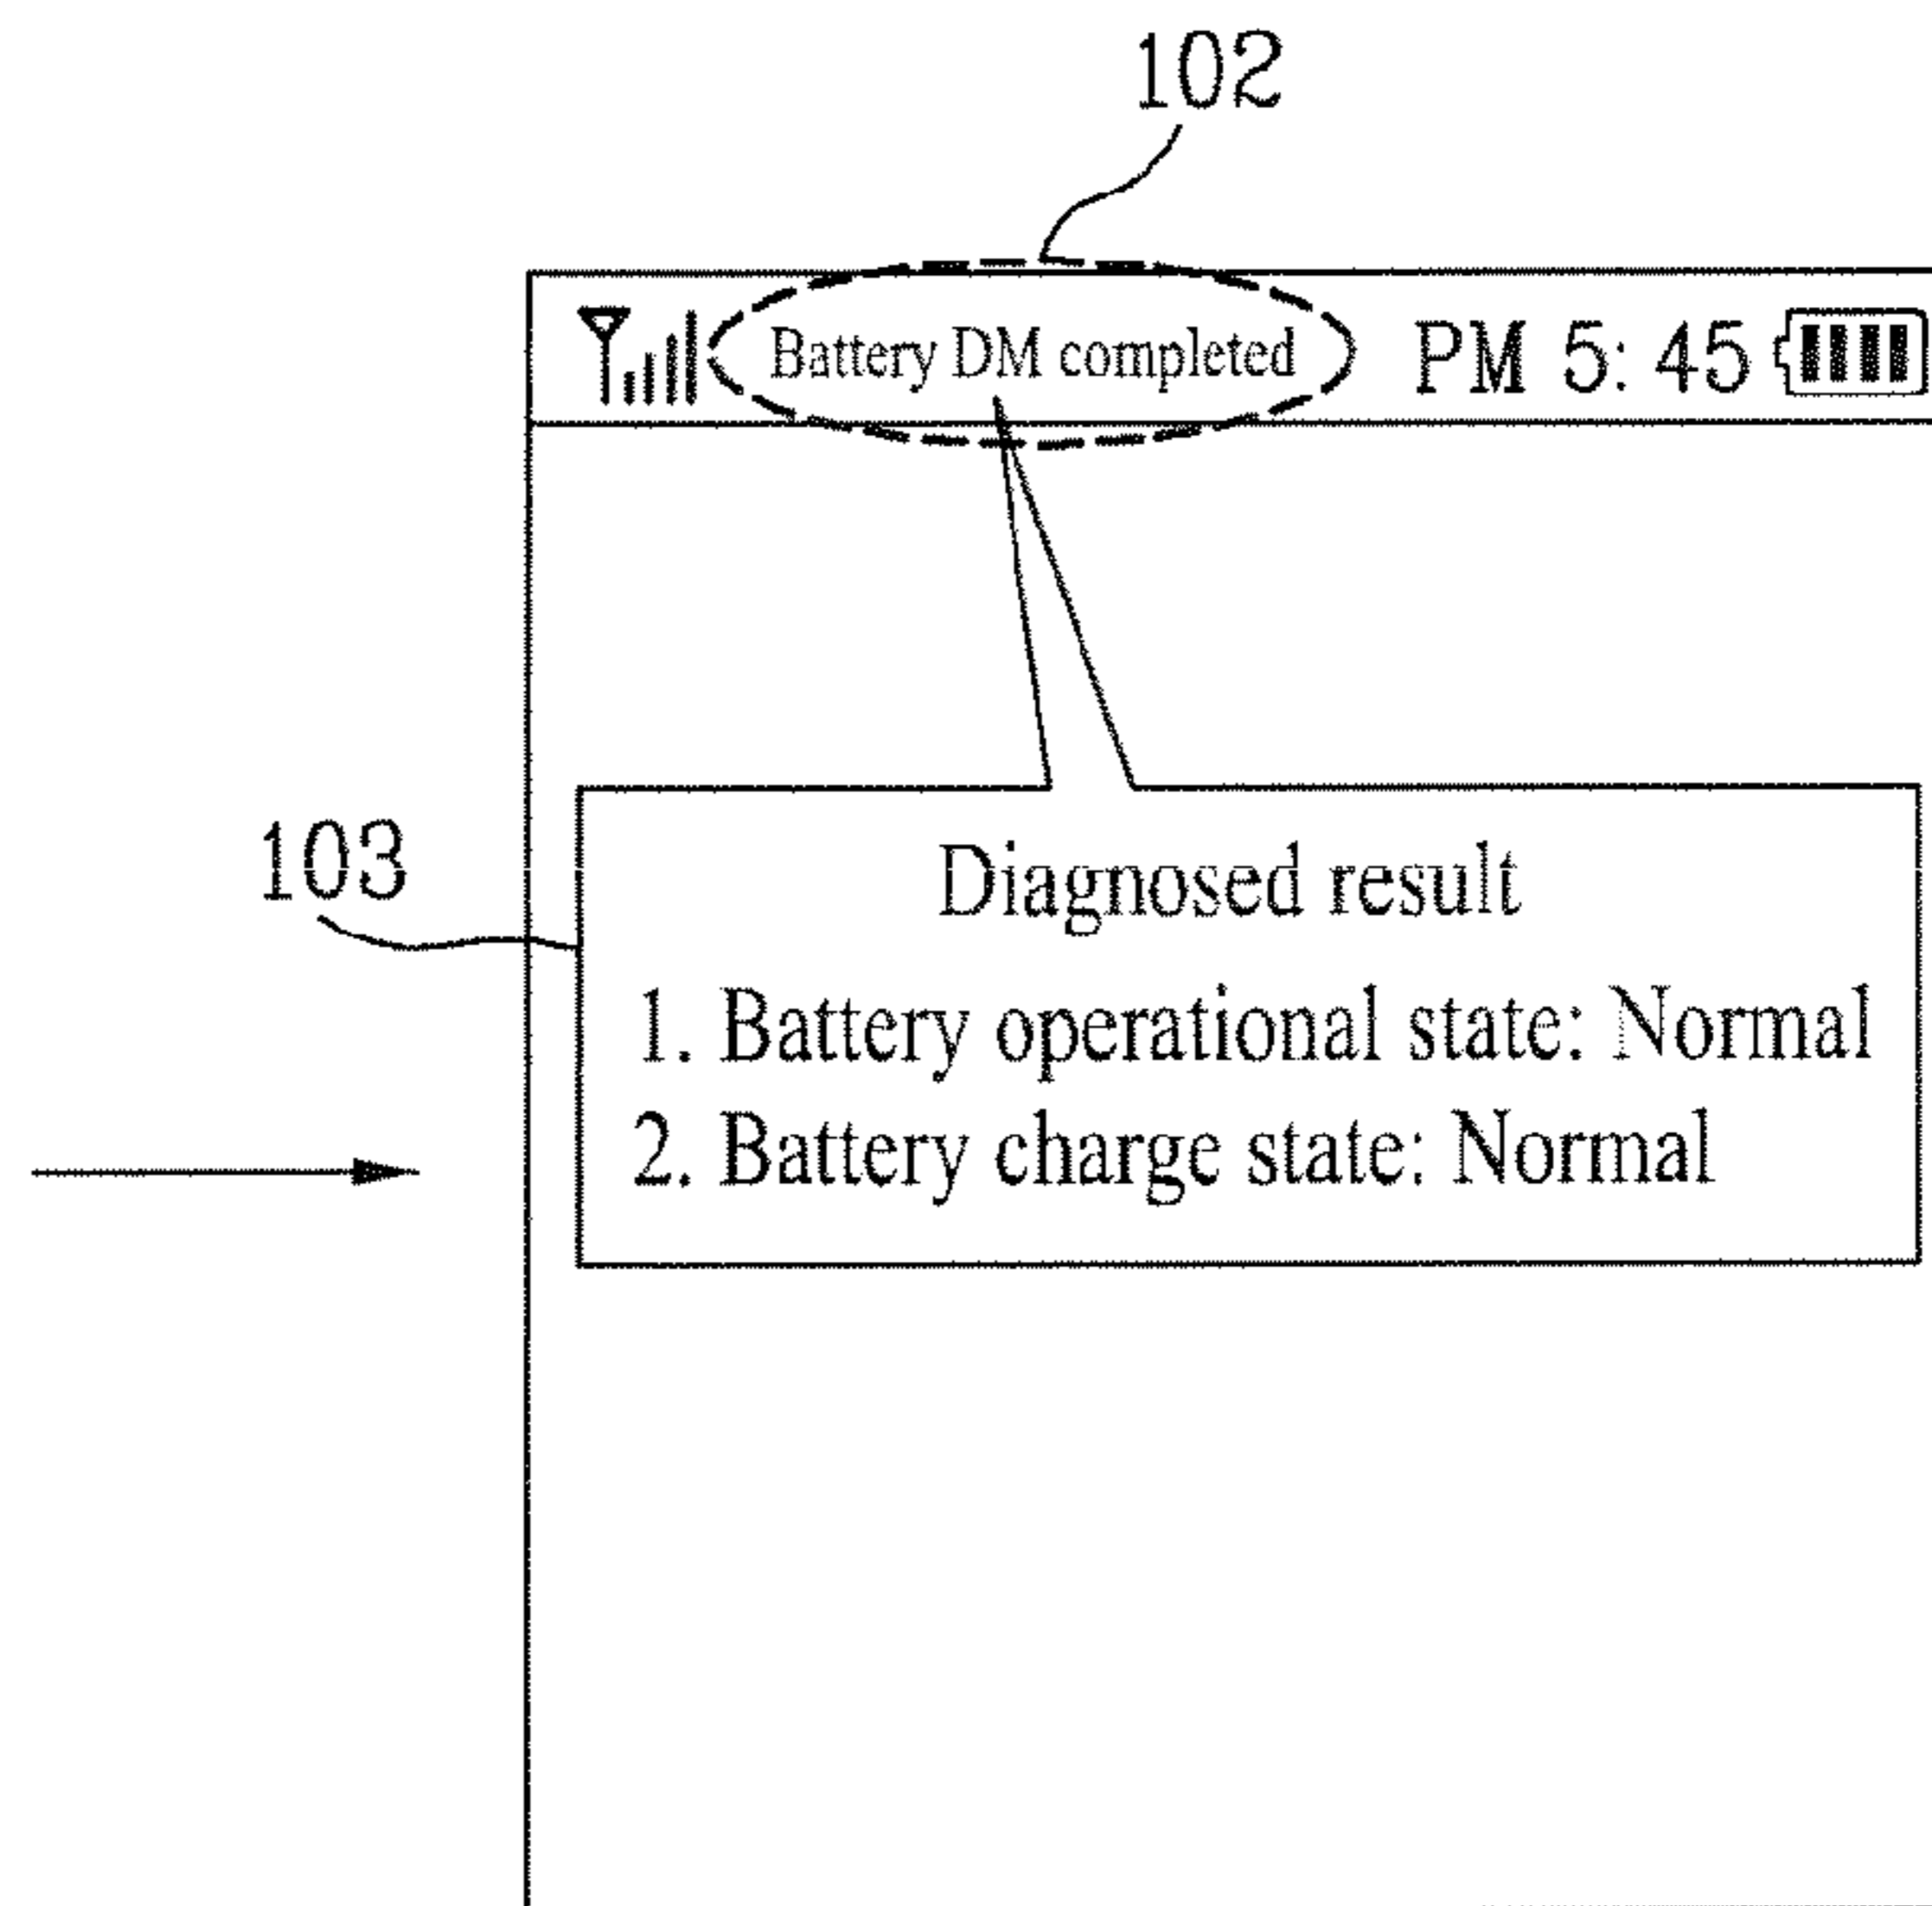 102
Battery DM completed PM 5: 45
103
Diagnosed result
1. Battery operational state: Normal
2. Battery charge state: Normal